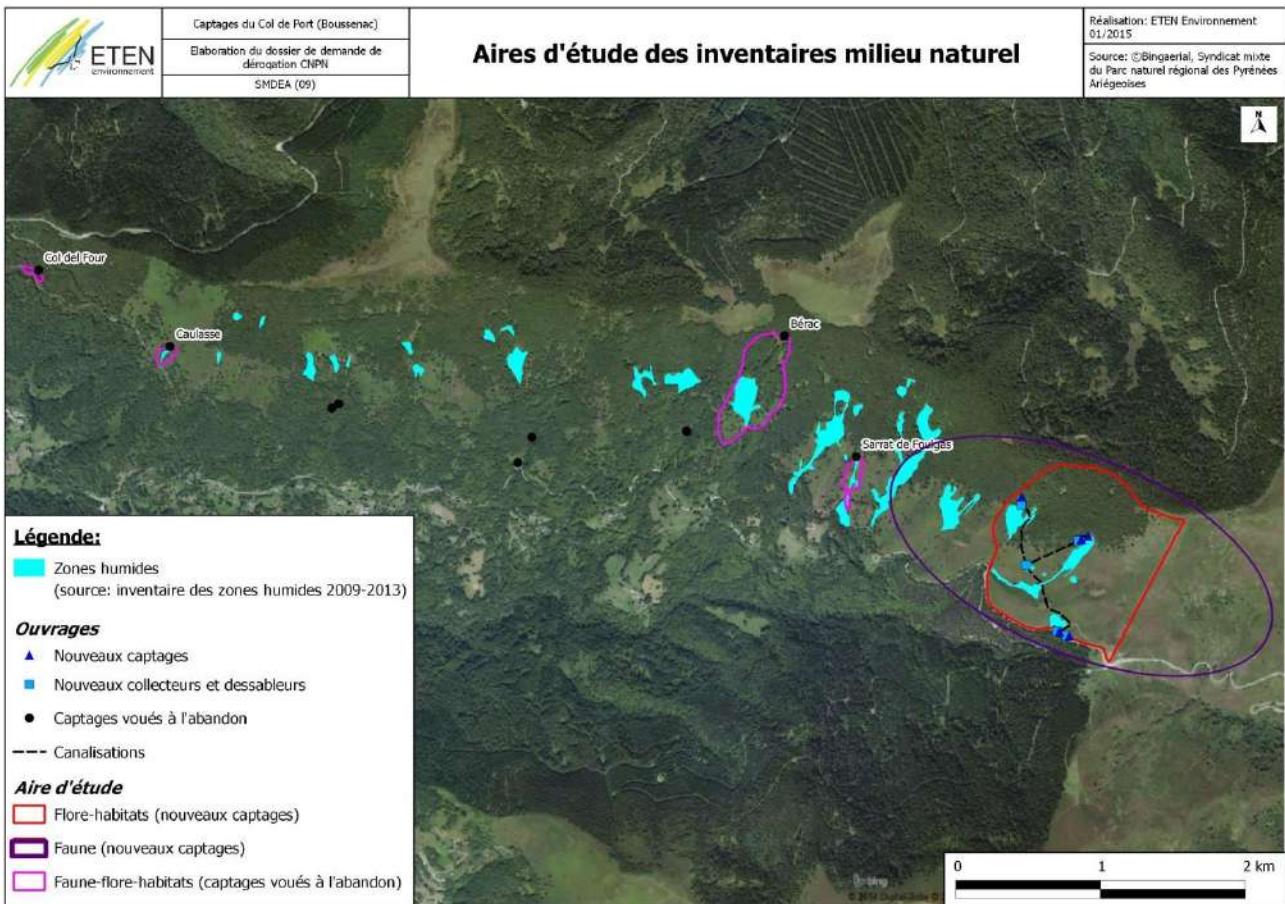 ETEN
environnement
Captages du Col de Port (Boussenac)
Elaboration du dossier de demande de
dérogation CNPN
SMDEA (09)
Aires d'étude des inventaires milieu naturel
Réalisation: ETEN Environnement
01/2015
Source: ©Bingaerial, Syndicat mixte
du Parc naturel régional des Pyrénées
Ariégeoises
N
Col del Four
Caulasse
Bérac
Sarrat de Foulgas
Légende:
Zones humides
(source: inventaire des zones humides 2009-2013)
Ouvrages
Nouveaux captages
Nouveaux collecteurs et dessableurs
Captages voués à l'abandon
Canalisations
Aire d'étude
Flore-habitats (nouveaux captages)
Faune (nouveaux captages)
Faune-flore-habitats (captages voués à l'abandon)
0 1 2 km
bing